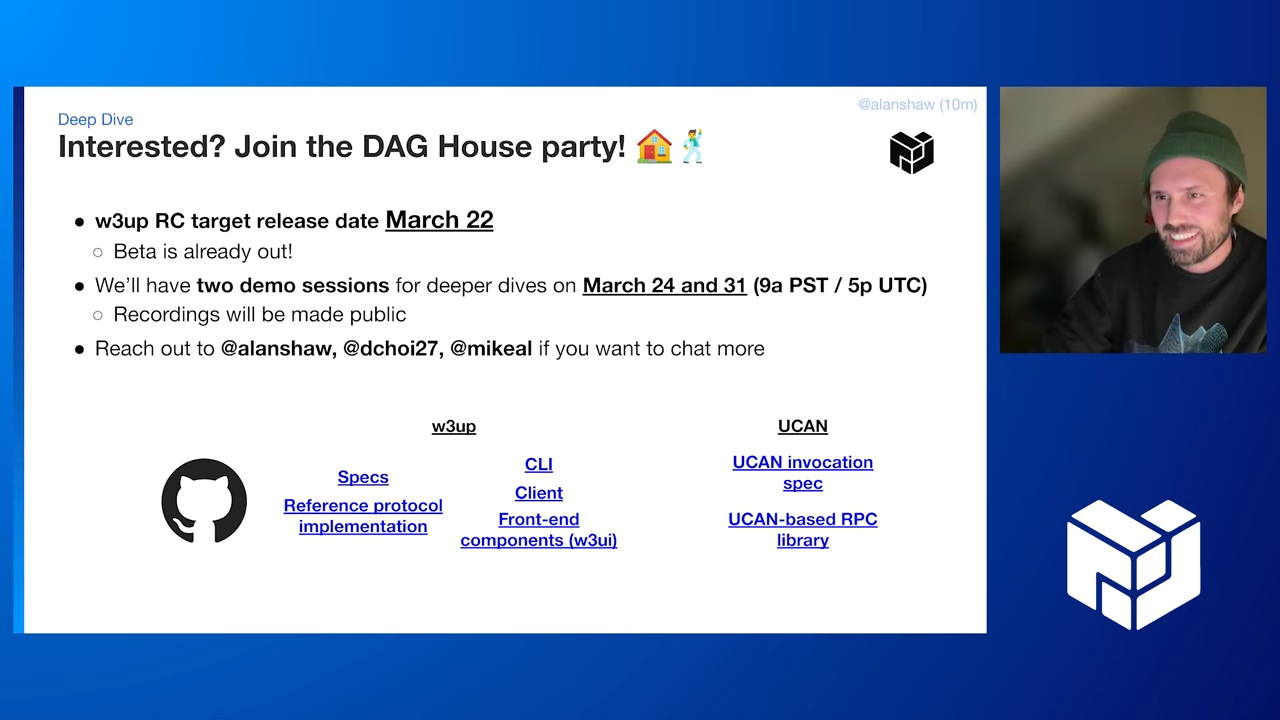 @alanshaw (10m)
Deep Dive
Interested? Join the DAG House party! 🏠🕺
● w3up RC target release date March 22
○ Beta is already out!
● We’ll have two demo sessions for deeper dives on March 24 and 31 (9a PST / 5p UTC)
○ Recordings will be made public
● Reach out to @alanshaw, @dchoi27, @mikeal if you want to chat more
w3up
Specs
Reference protocol
implementation
CLI
Client
Front-end
components (w3ui)
UCAN
UCAN invocation
spec
UCAN-based RPC
library